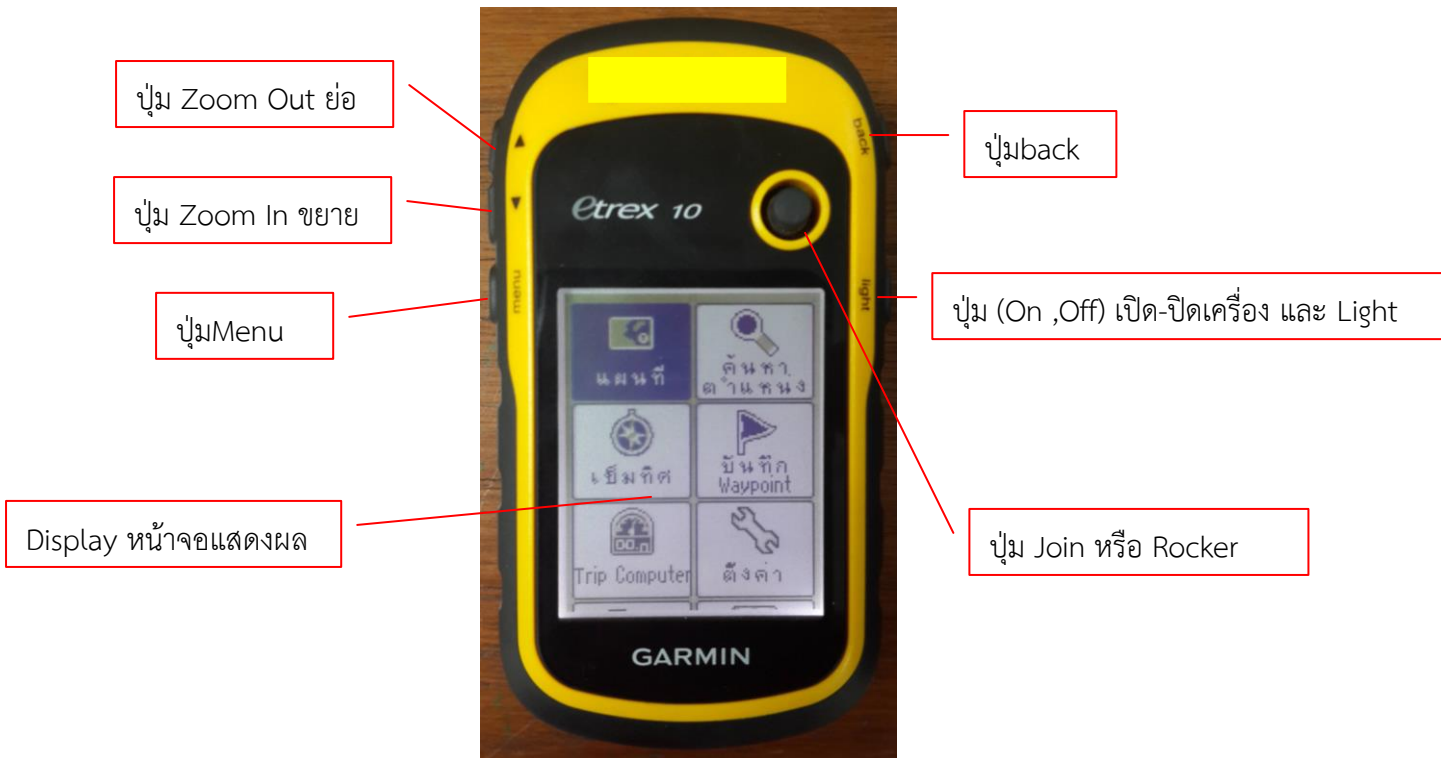 ปุ่ม Zoom Out ย่อ
ปุ่ม Zoom In ขยาย
ปุ่มMenu
Display หน้าจอแสดงผล
back
menu
light
etrex 10
แผนที่
ค้นหา
ตำแหน่ง
เข็มทิศ
บันทึก
Waypoint
Trip Computer
ตั้งค่า
GARMIN
ปุ่มback
ปุ่ม (On ,Off) เปิด-ปิดเครื่อง และ Light
ปุ่ม Join หรือ Rocker